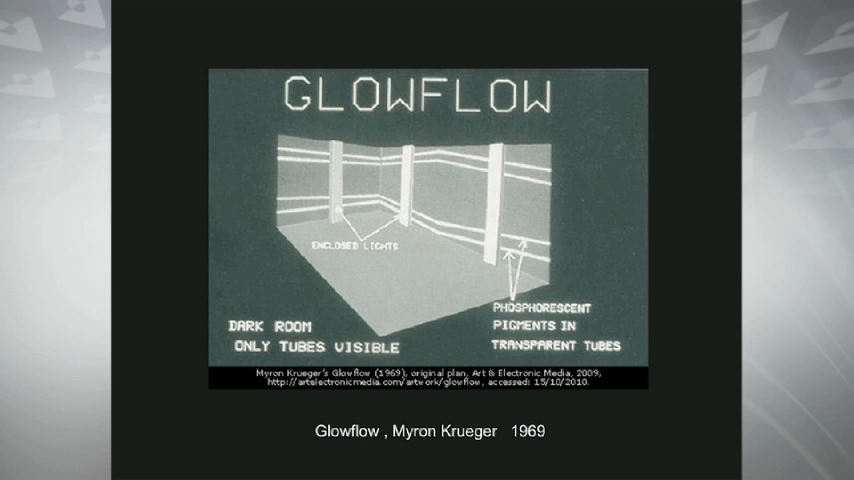 GLOWFLOW
ENCLOSED LIGHTS
PHOSPHORESCENT
PIGMENTS IN
TRANSPARENT TUBES
DARK ROOM
ONLY TUBES VISIBLE
Myron Krueger's Glowflow (1969), original plan, Art & Electronic Media, 2009,
http://artelectronicmedia.com/artwork/glowflow, accessed: 15/10/2010.
Glowflow , Myron Krueger 1969